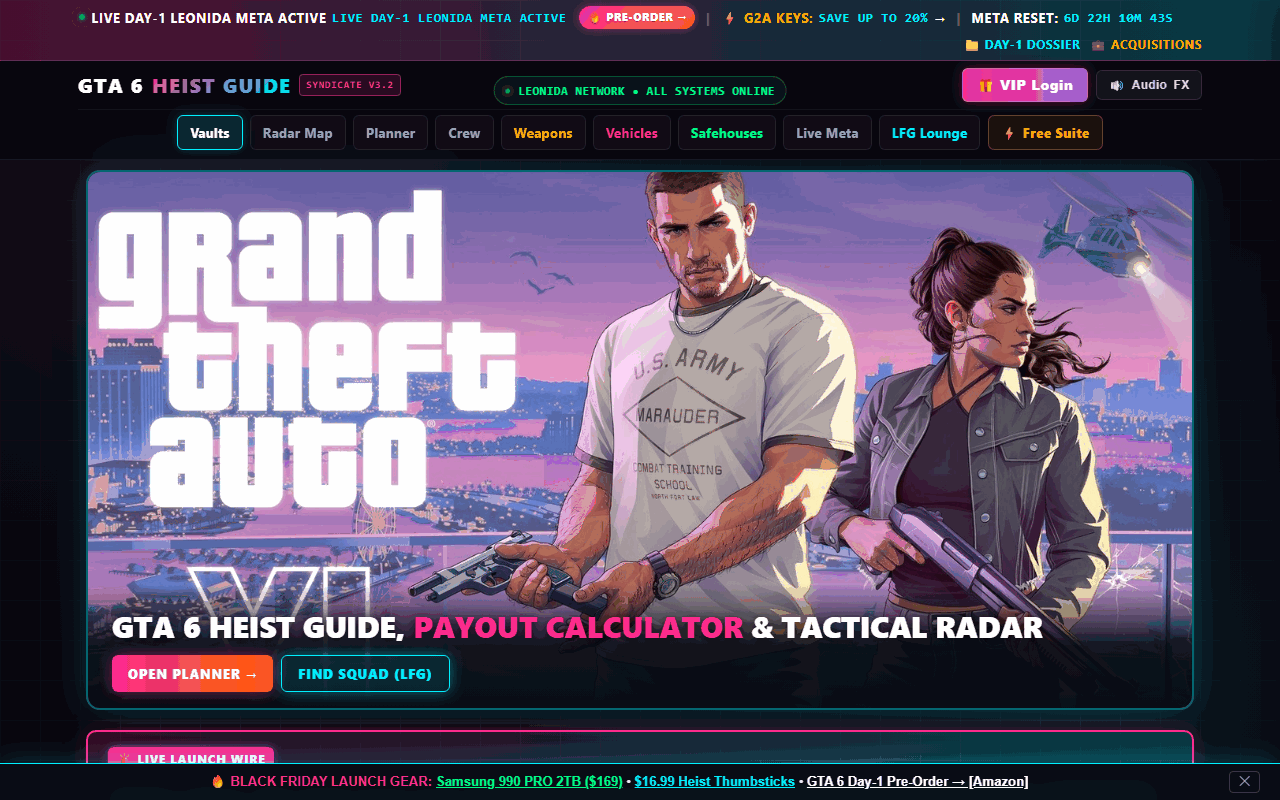 LIVE DAY-1 LEONIDA META ACTIVE LIVE DAY-1 LEONIDA META ACTIVE 🔥 PRE-ORDER → | ⚡ G2A KEYS: SAVE UP TO 20% → | META RESET: 6D 22H 10M 43S
📁 DAY-1 DOSSIER 💼 ACQUISITIONS
GTA 6 HEIST GUIDE SYNDICATE V3.2
LEONIDA NETWORK • ALL SYSTEMS ONLINE
🎁 VIP Login
🔊 Audio FX
Vaults Radar Map Planner Crew Weapons Vehicles Safehouses Live Meta LFG Lounge ⚡ Free Suite
grand
theft
auto®
VI
U.S. ARMY
MARAUDER
COMBAT TRAINING
SCHOOL
NORTH FORT LAW
GTA 6 HEIST GUIDE, PAYOUT CALCULATOR & TACTICAL RADAR
OPEN PLANNER → FIND SQUAD (LFG)
LIVE LAUNCH WIRE
🔥 BLACK FRIDAY LAUNCH GEAR: Samsung 990 PRO 2TB ($169) • $16.99 Heist Thumbsticks • GTA 6 Day-1 Pre-Order → [Amazon]